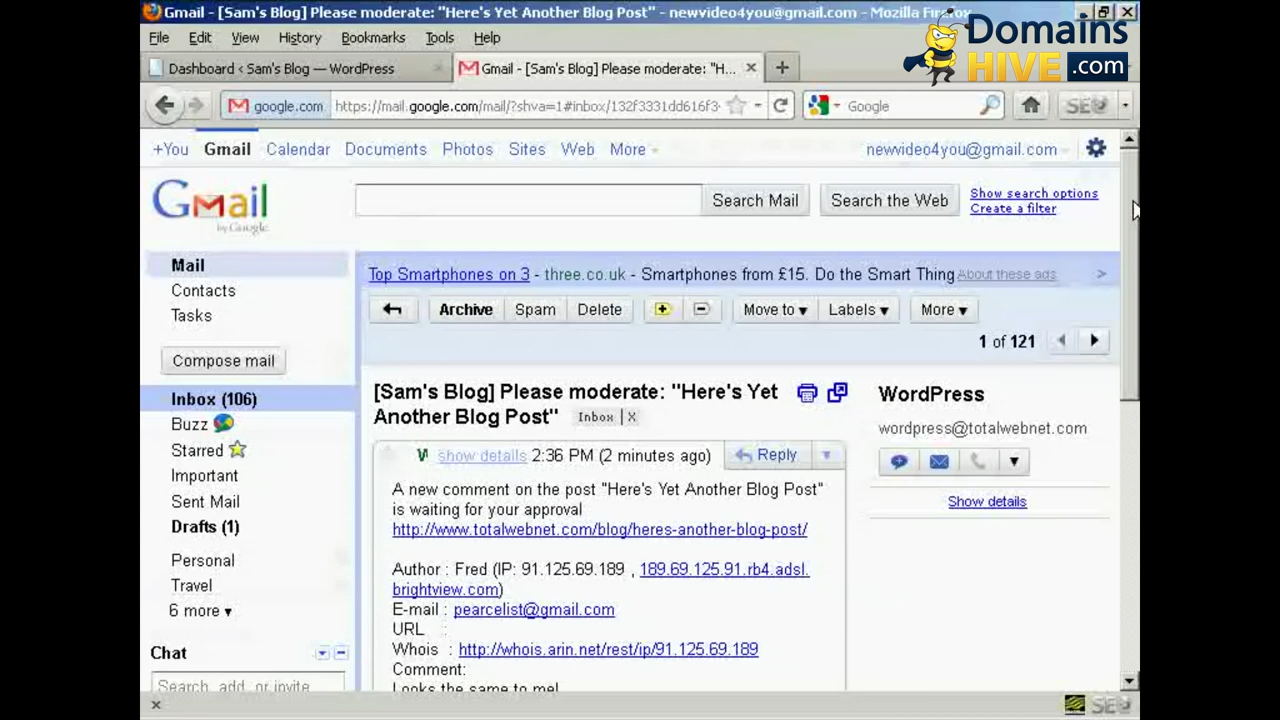 Gmail - [Sam's Blog] Please moderate: "Here's Yet Another Blog Post" - newvideo4you@gmail.com - Mozilla Firefox
Domains
HIVE.com
File Edit View History Bookmarks Tools Help
Dashboard ‹ Sam's Blog — WordPress
Gmail - [Sam's Blog] Please moderate: "H...
google.com https://mail.google.com/mail/?shva=1#inbox/132f3331dd616f3
Google
SEO
+You Gmail Calendar Documents Photos Sites Web More
newvideo4you@gmail.com
Gmail
by Google
Search Mail
Search the Web
Show search options
Create a filter
Mail
Contacts
Tasks
Compose mail
Inbox (106)
Buzz
Starred
Important
Sent Mail
Drafts (1)
Personal
Travel
6 more ▾
Chat
Search, add, or invite
Top Smartphones on 3 - three.co.uk - Smartphones from £15. Do the Smart Thing About these ads >
Archive Spam Delete Move to ▾ Labels ▾ More ▾
1 of 121
[Sam's Blog] Please moderate: "Here's Yet
Another Blog Post" Inbox | X
show details 2:36 PM (2 minutes ago) Reply
A new comment on the post "Here's Yet Another Blog Post"
is waiting for your approval
http://www.totalwebnet.com/blog/heres-another-blog-post/
Author : Fred (IP: 91.125.69.189 , 189.69.125.91.rb4.adsl.
brightview.com)
E-mail : pearcelist@gmail.com
URL :
Whois : http://whois.arin.net/rest/ip/91.125.69.189
Comment:
Looks the same to me!
WordPress
wordpress@totalwebnet.com
Show details
SEO